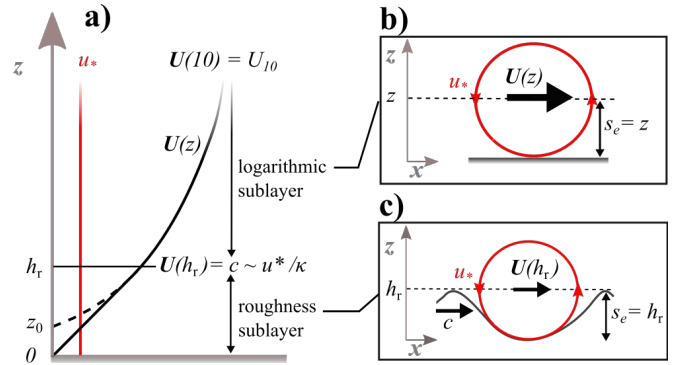 a)
z
u*
U(10) = U10
U(z)
logarithmic
sublayer
hr
U(hr) = c ~ u*/κ
roughness
sublayer
z0
0
b)
z
u*
U(z)
z
se = z
x
c)
z
u*
U(hr)
hr
c
se = hr
x